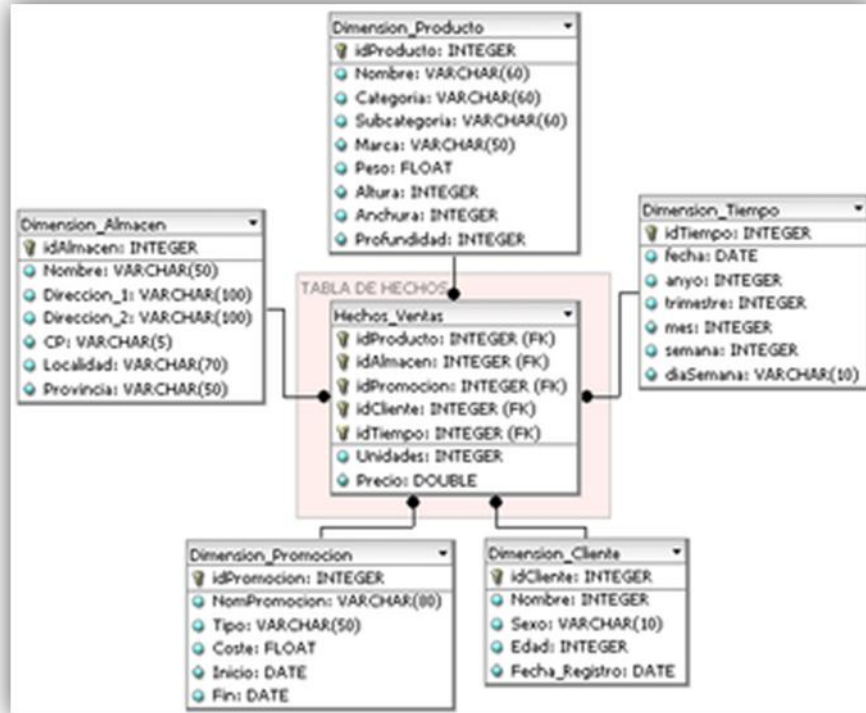 Dimension_Producto
idProducto: INTEGER
Nombre: VARCHAR(60)
Categoria: VARCHAR(60)
Subcategoria: VARCHAR(60)
Marca: VARCHAR(50)
Peso: FLOAT
Altura: INTEGER
Anchura: INTEGER
Profundidad: INTEGER
Dimension_Almacen
idAlmacen: INTEGER
Nombre: VARCHAR(50)
Direccion_1: VARCHAR(100)
Direccion_2: VARCHAR(100)
CP: VARCHAR(5)
Localidad: VARCHAR(70)
Provincia: VARCHAR(50)
Dimension_Tiempo
idTiempo: INTEGER
fecha: DATE
anyo: INTEGER
trimestre: INTEGER
mes: INTEGER
semana: INTEGER
diaSemana: VARCHAR(10)
TABLA DE HECHOS
Hechos_Ventas
idProducto: INTEGER (FK)
idAlmacen: INTEGER (FK)
idPromocion: INTEGER (FK)
idCliente: INTEGER (FK)
idTiempo: INTEGER (FK)
Unidades: INTEGER
Precio: DOUBLE
Dimension_Promocion
idPromocion: INTEGER
NomPromocion: VARCHAR(80)
Tipo: VARCHAR(50)
Coste: FLOAT
Inicio: DATE
Fin: DATE
Dimension_Cliente
idCliente: INTEGER
Nombre: INTEGER
Sexo: VARCHAR(10)
Edad: INTEGER
Fecha_Registro: DATE